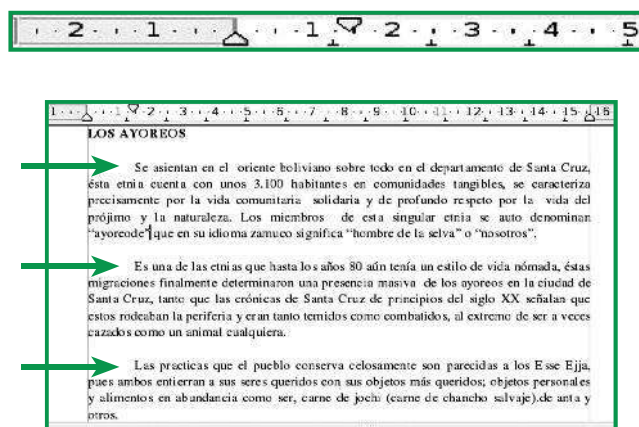 2 1 1 2 3 4 5
1 1 2 3 4 5 6 7 8 9 10 11 12 13 14 15 16
LOS AYOREOS
Se asientan en el oriente boliviano sobre todo en el departamento de Santa Cruz,
ésta etnia cuenta con unos 3.100 habitantes en comunidades tangibles, se caracteriza
precisamente por la vida comunitaria solidaria y de profundo respeto por la vida del
prójimo y la naturaleza. Los miembros de esta singular etnia se auto denominan
“ayoreode” que en su idioma zamuco significa “hombre de la selva” o “nosotros”.
Es una de las etnias que hasta los años 80 aún tenía un estilo de vida nómada, éstas
migraciones finalmente determinaron una presencia masiva de los ayoreos en la ciudad de
Santa Cruz, tanto que las crónicas de Santa Cruz de principios del siglo XX señalan que
estos rodeaban la periferia y eran tanto temidos como combatidos, al extremo de ser a veces
cazados como un animal cualquiera.
Las practicas que el pueblo conserva celosamente son parecidas a los Esse Ejja,
pues ambos entierran a sus seres queridos con sus objetos más queridos; objetos personales
y alimentos en abundancia como ser, carne de jochi (carne de chancho salvaje).de anta y
otros.